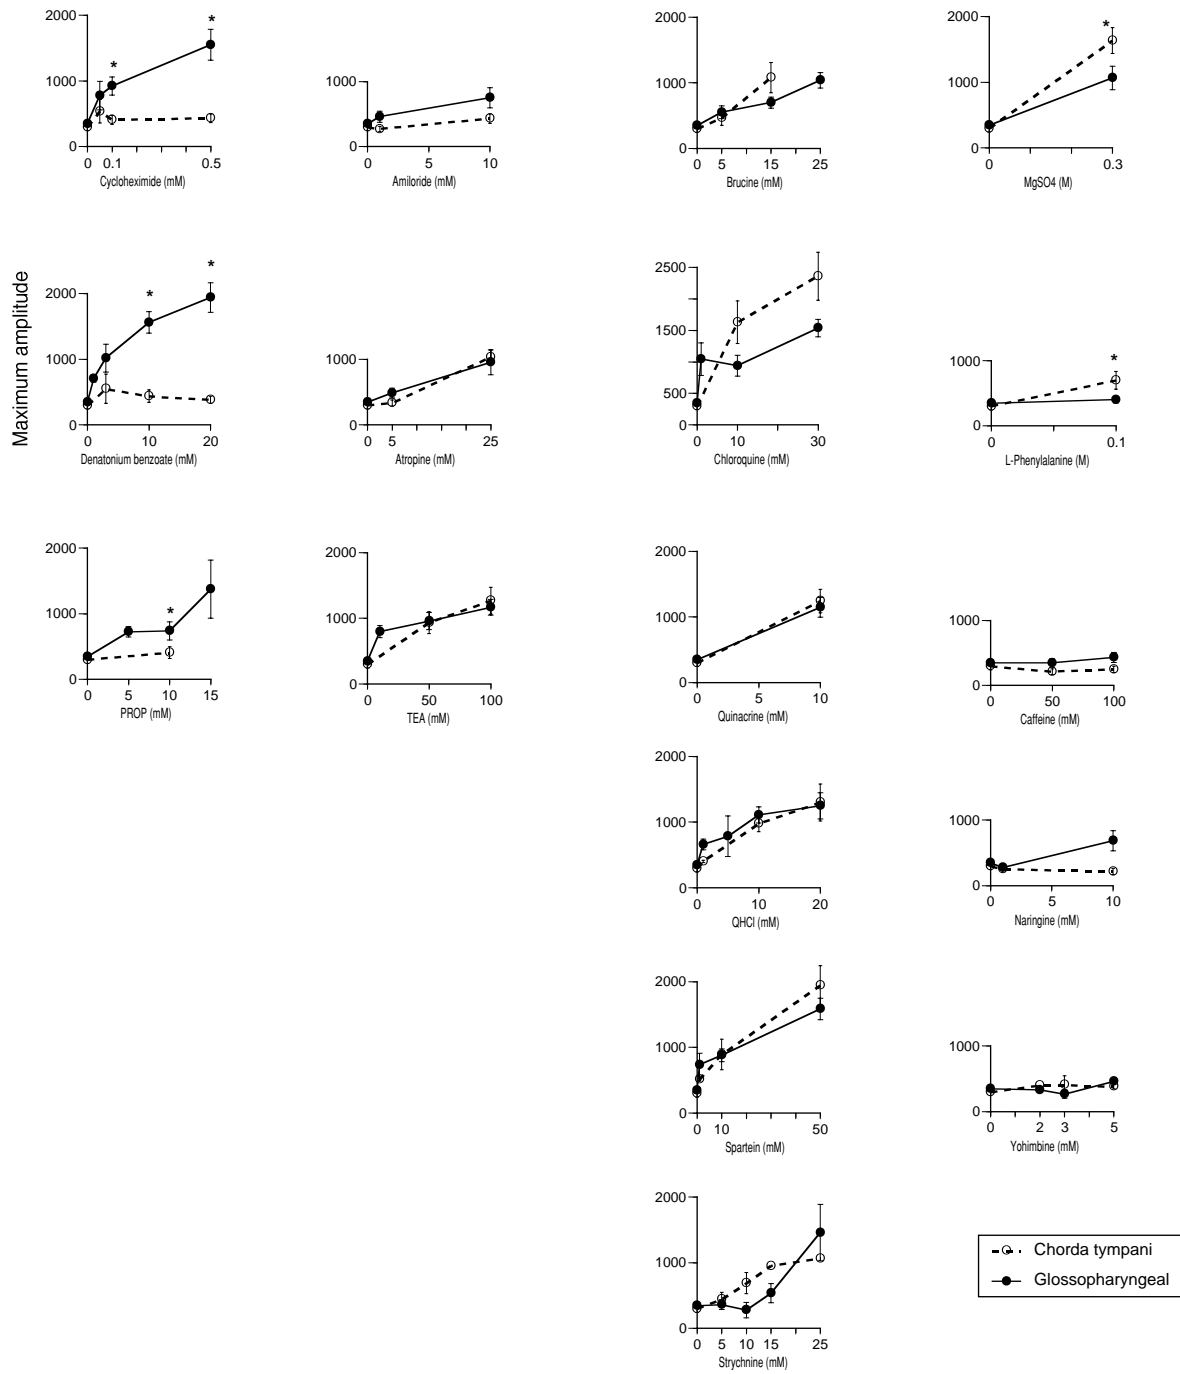 Maximum amplitude
*
*
2000
1000
0
0 0.1 0.5
Cycloheximide (mM)
1000
0
0 5 10
Amiloride (mM)
2000
1000
0
0 5 15 25
Brucine (mM)
*
2000
1000
0
0 0.3
MgSO4 (M)
*
*
2000
1000
0
0 10 20
Denatonium benzoate (mM)
1000
0
0 5 25
Atropine (mM)
2500
1500
500
0
0 10 30
Chloroquine (mM)
*
1000
0
0 0.1
L-Phenylalanine (M)
*
2000
1000
0
0 5 10 15
PROP (mM)
2000
1000
0
0 50 100
TEA (mM)
2000
1000
0
0 5 10
Quinacrine (mM)
1000
0
0 50 100
Caffeine (mM)
2000
1000
0
0 10 20
QHCl (mM)
1000
0
0 5 10
Naringine (mM)
2000
1000
0
0 10 50
Spartein (mM)
1000
0
0 2 3 5
Yohimbine (mM)
2000
1000
0
0 5 10 15 25
Strychnine (mM)
Chorda tympani
Glossopharyngeal